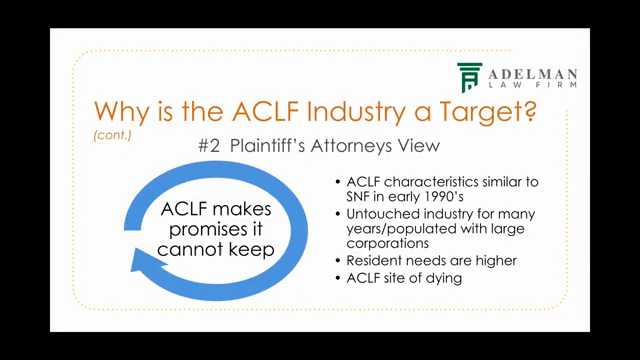 ADELMAN
LAW FIRM
Why is the ACLF Industry a Target?
(cont.)
#2 Plaintiff's Attorneys View
ACLF makes
promises it
cannot keep
• ACLF characteristics similar to
SNF in early 1990's
• Untouched industry for many
years/populated with large
corporations
• Resident needs are higher
• ACLF site of dying